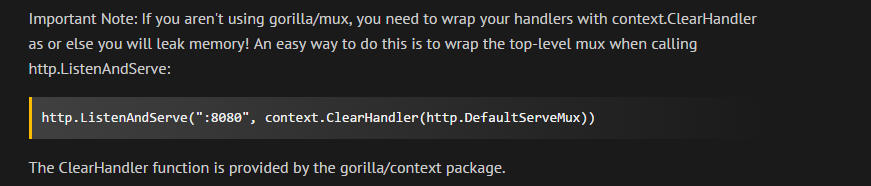 Important Note: If you aren't using gorilla/mux, you need to wrap your handlers with context.ClearHandler
as or else you will leak memory! An easy way to do this is to wrap the top-level mux when calling
http.ListenAndServe:
http.ListenAndServe(":8080", context.ClearHandler(http.DefaultServeMux))
The ClearHandler function is provided by the gorilla/context package.